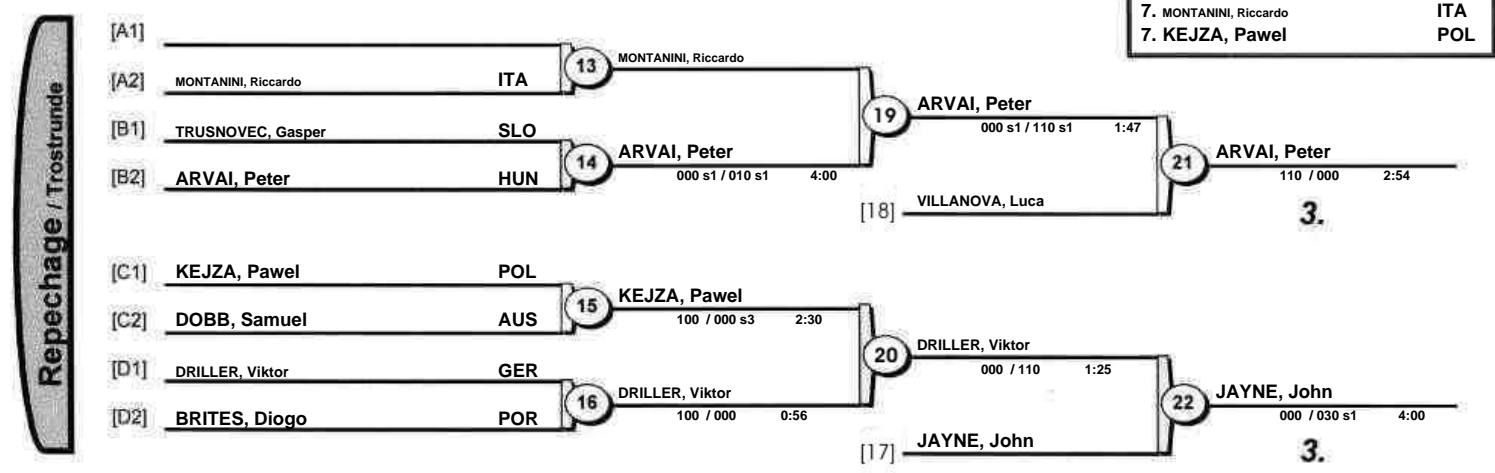 7. MONTANINI, Riccardo ITA
7. KEJZA, Pawel POL
Repechage / Trostrunde
[A1]
13 MONTANINI, Riccardo
[A2] MONTANINI, Riccardo ITA
19 ARVAI, Peter
000 s1 / 110 s1 1:47
[B1] TRUSNOVEC, Gasper SLO
14 ARVAI, Peter
000 s1 / 010 s1 4:00
21 ARVAI, Peter
110 / 000 2:54
[B2] ARVAI, Peter HUN
[18] VILLANOVA, Luca
3.
[C1] KEJZA, Pawel POL
15 KEJZA, Pawel
100 / 000 s3 2:30
[C2] DOBB, Samuel AUS
20 DRILLER, Viktor
000 / 110 1:25
[D1] DRILLER, Viktor GER
16 DRILLER, Viktor
100 / 000 0:56
22 JAYNE, John
000 / 030 s1 4:00
[D2] BRITES, Diogo POR
[17] JAYNE, John
3.